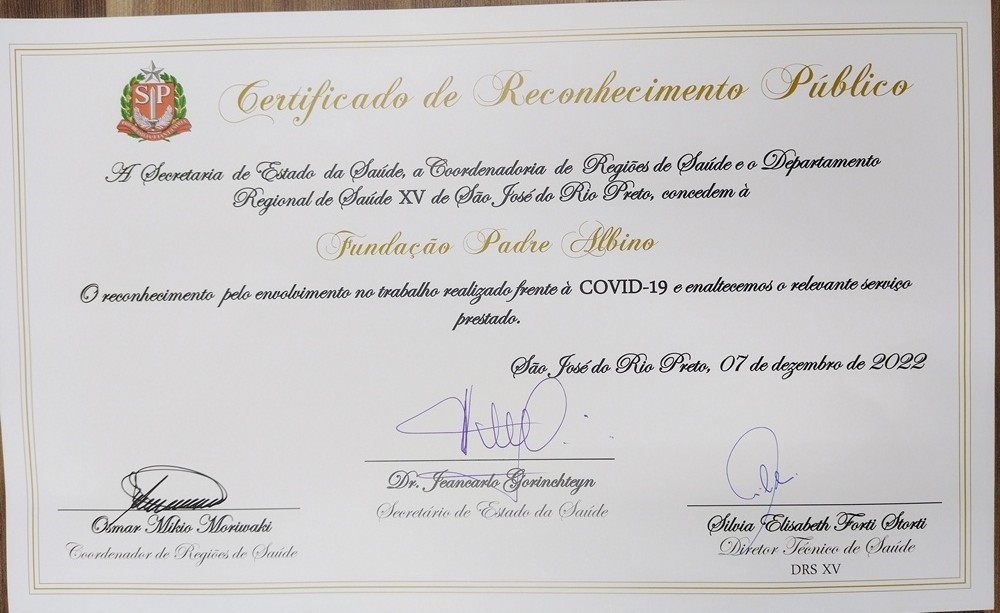 SP
Certificado de Reconhecimento Público
A Secretaria de Estado da Saúde, a Coordenadoria de Regiões de Saúde e o Departamento
Regional de Saúde XV de São José do Rio Preto, concedem à
Fundação Padre Albino
O reconhecimento pelo envolvimento no trabalho realizado frente à COVID-19 e enaltecemos o relevante serviço
prestado.
São José do Rio Preto, 07 de dezembro de 2022
Dr. Jeancarlo Gorinchteyn
Secretário de Estado da Saúde
Osmar Mikio Moriwaki
Coordenador de Regiões de Saúde
Silvia Elisabeth Forti Storti
Diretor Técnico de Saúde
DRS XV